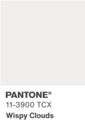 PANTONE®
11-3900 TCX
Wispy Clouds